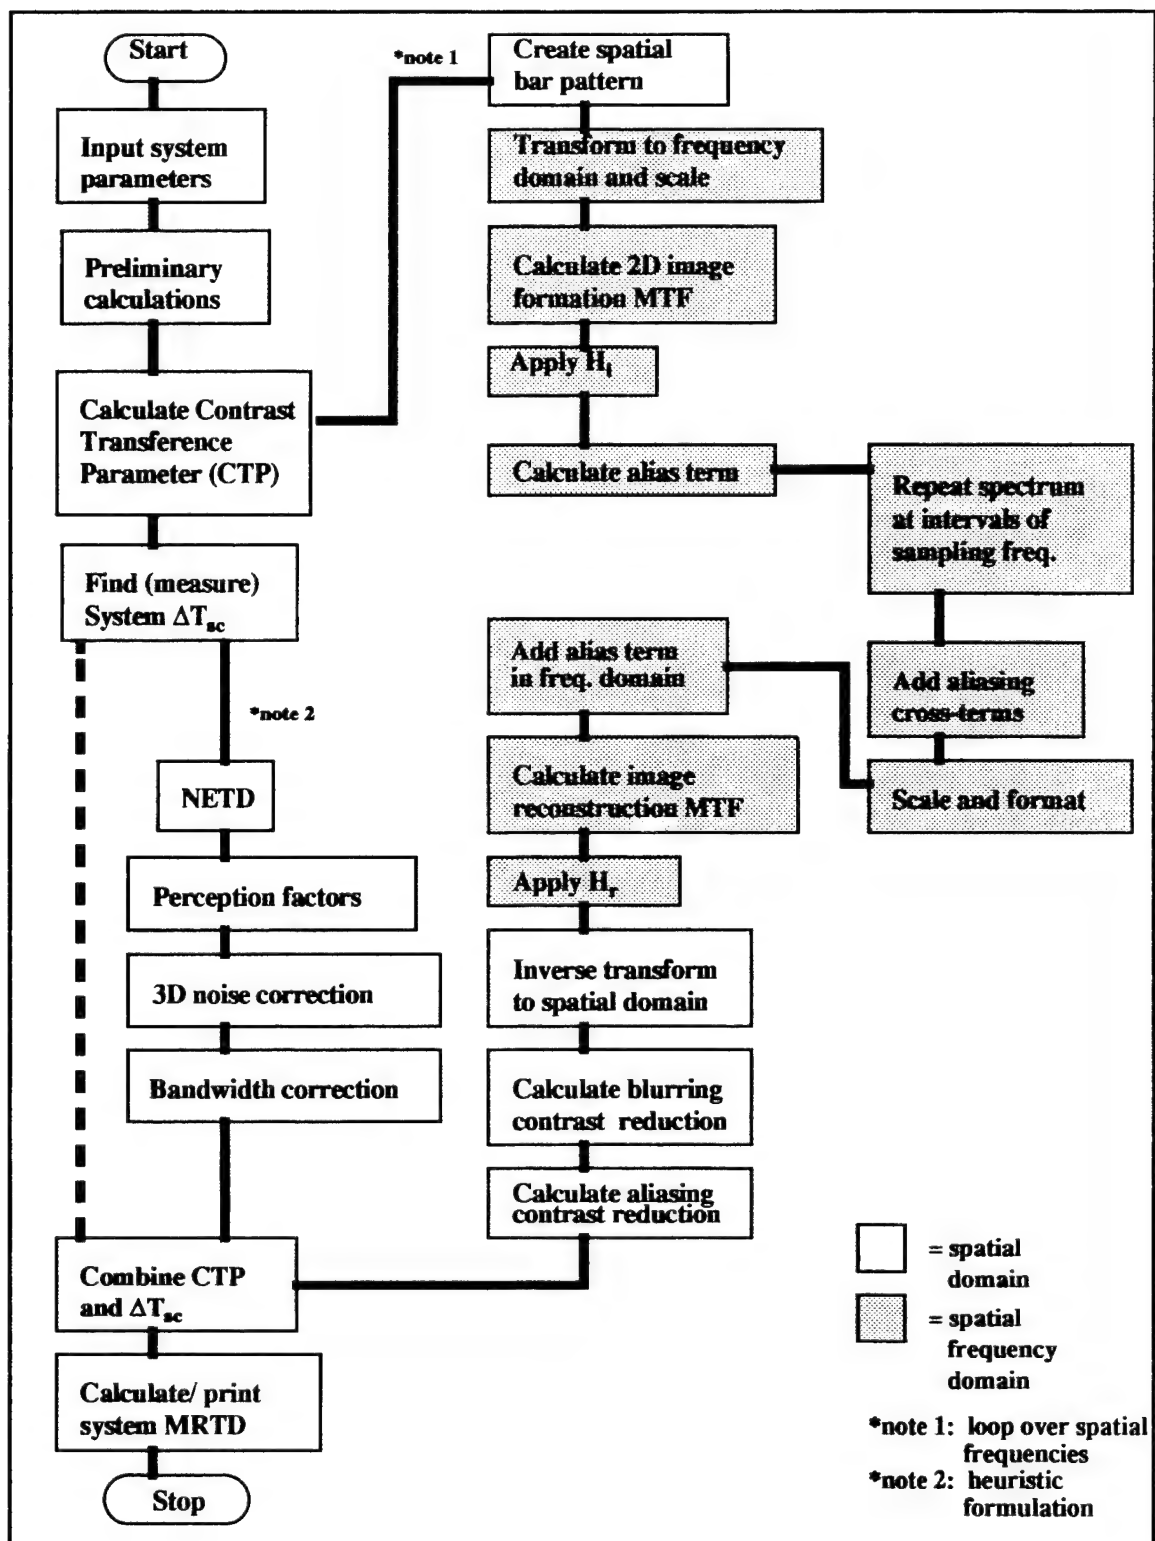 Start
Input system
parameters
Preliminary
calculations
Calculate Contrast
Transference
Parameter (CTP)
Find (measure)
System ΔTsc
*note 2
NETD
Perception factors
3D noise correction
Bandwidth correction
Combine CTP
and ΔTsc
Calculate/ print
system MRTD
Stop
*note 1
Create spatial
bar pattern
Transform to frequency
domain and scale
Calculate 2D image
formation MTF
Apply Hi
Calculate alias term
Repeat spectrum
at intervals of
sampling freq.
Add aliasing
cross-terms
Scale and format
Add alias term
in freq. domain
Calculate image
reconstruction MTF
Apply Hr
Inverse transform
to spatial domain
Calculate blurring
contrast reduction
Calculate aliasing
contrast reduction
= spatial
domain
= spatial
frequency
domain
*note 1: loop over spatial
frequencies
*note 2: heuristic
formulation